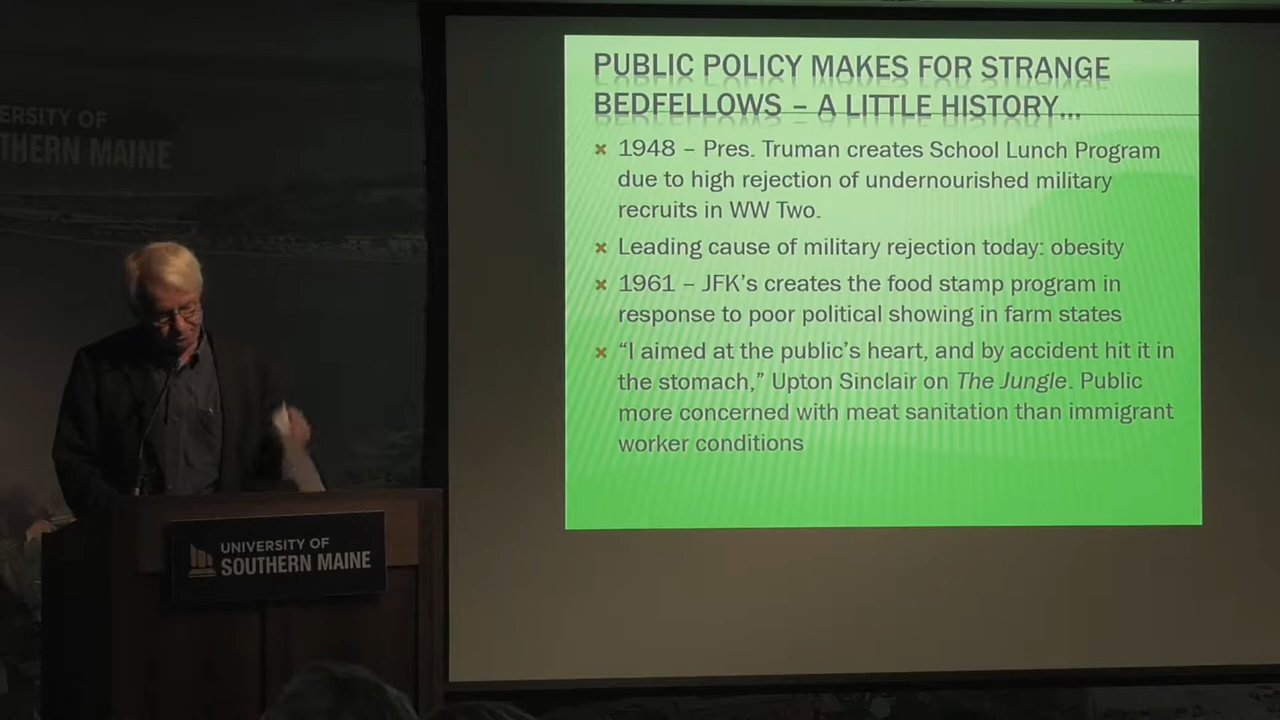 ERSITY OF
THERN MAINE
PUBLIC POLICY MAKES FOR STRANGE
BEDFELLOWS – A LITTLE HISTORY…
1948 – Pres. Truman creates School Lunch Program
due to high rejection of undernourished military
recruits in WW Two.
Leading cause of military rejection today: obesity
1961 – JFK's creates the food stamp program in
response to poor political showing in farm states
“I aimed at the public's heart, and by accident hit it in
the stomach,” Upton Sinclair on The Jungle. Public
more concerned with meat sanitation than immigrant
worker conditions
UNIVERSITY OF
SOUTHERN MAINE